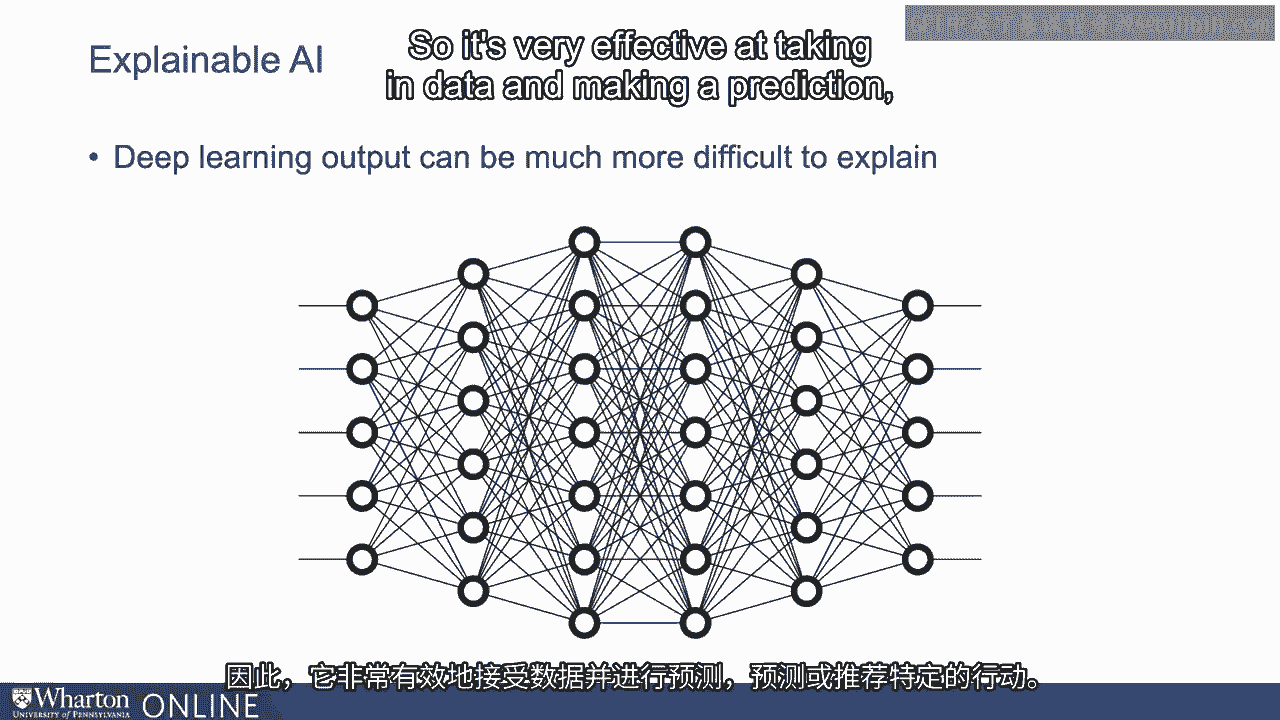 Explainable AI
So it's very effective at taking
in data and making a prediction,
• Deep learning output can be much more difficult to explain
因此，它非常有效地接受数据并进行预测，预测或推荐特定的行动。
Wharton
UNIVERSITY of PENNSYLVANIA
ONLINE